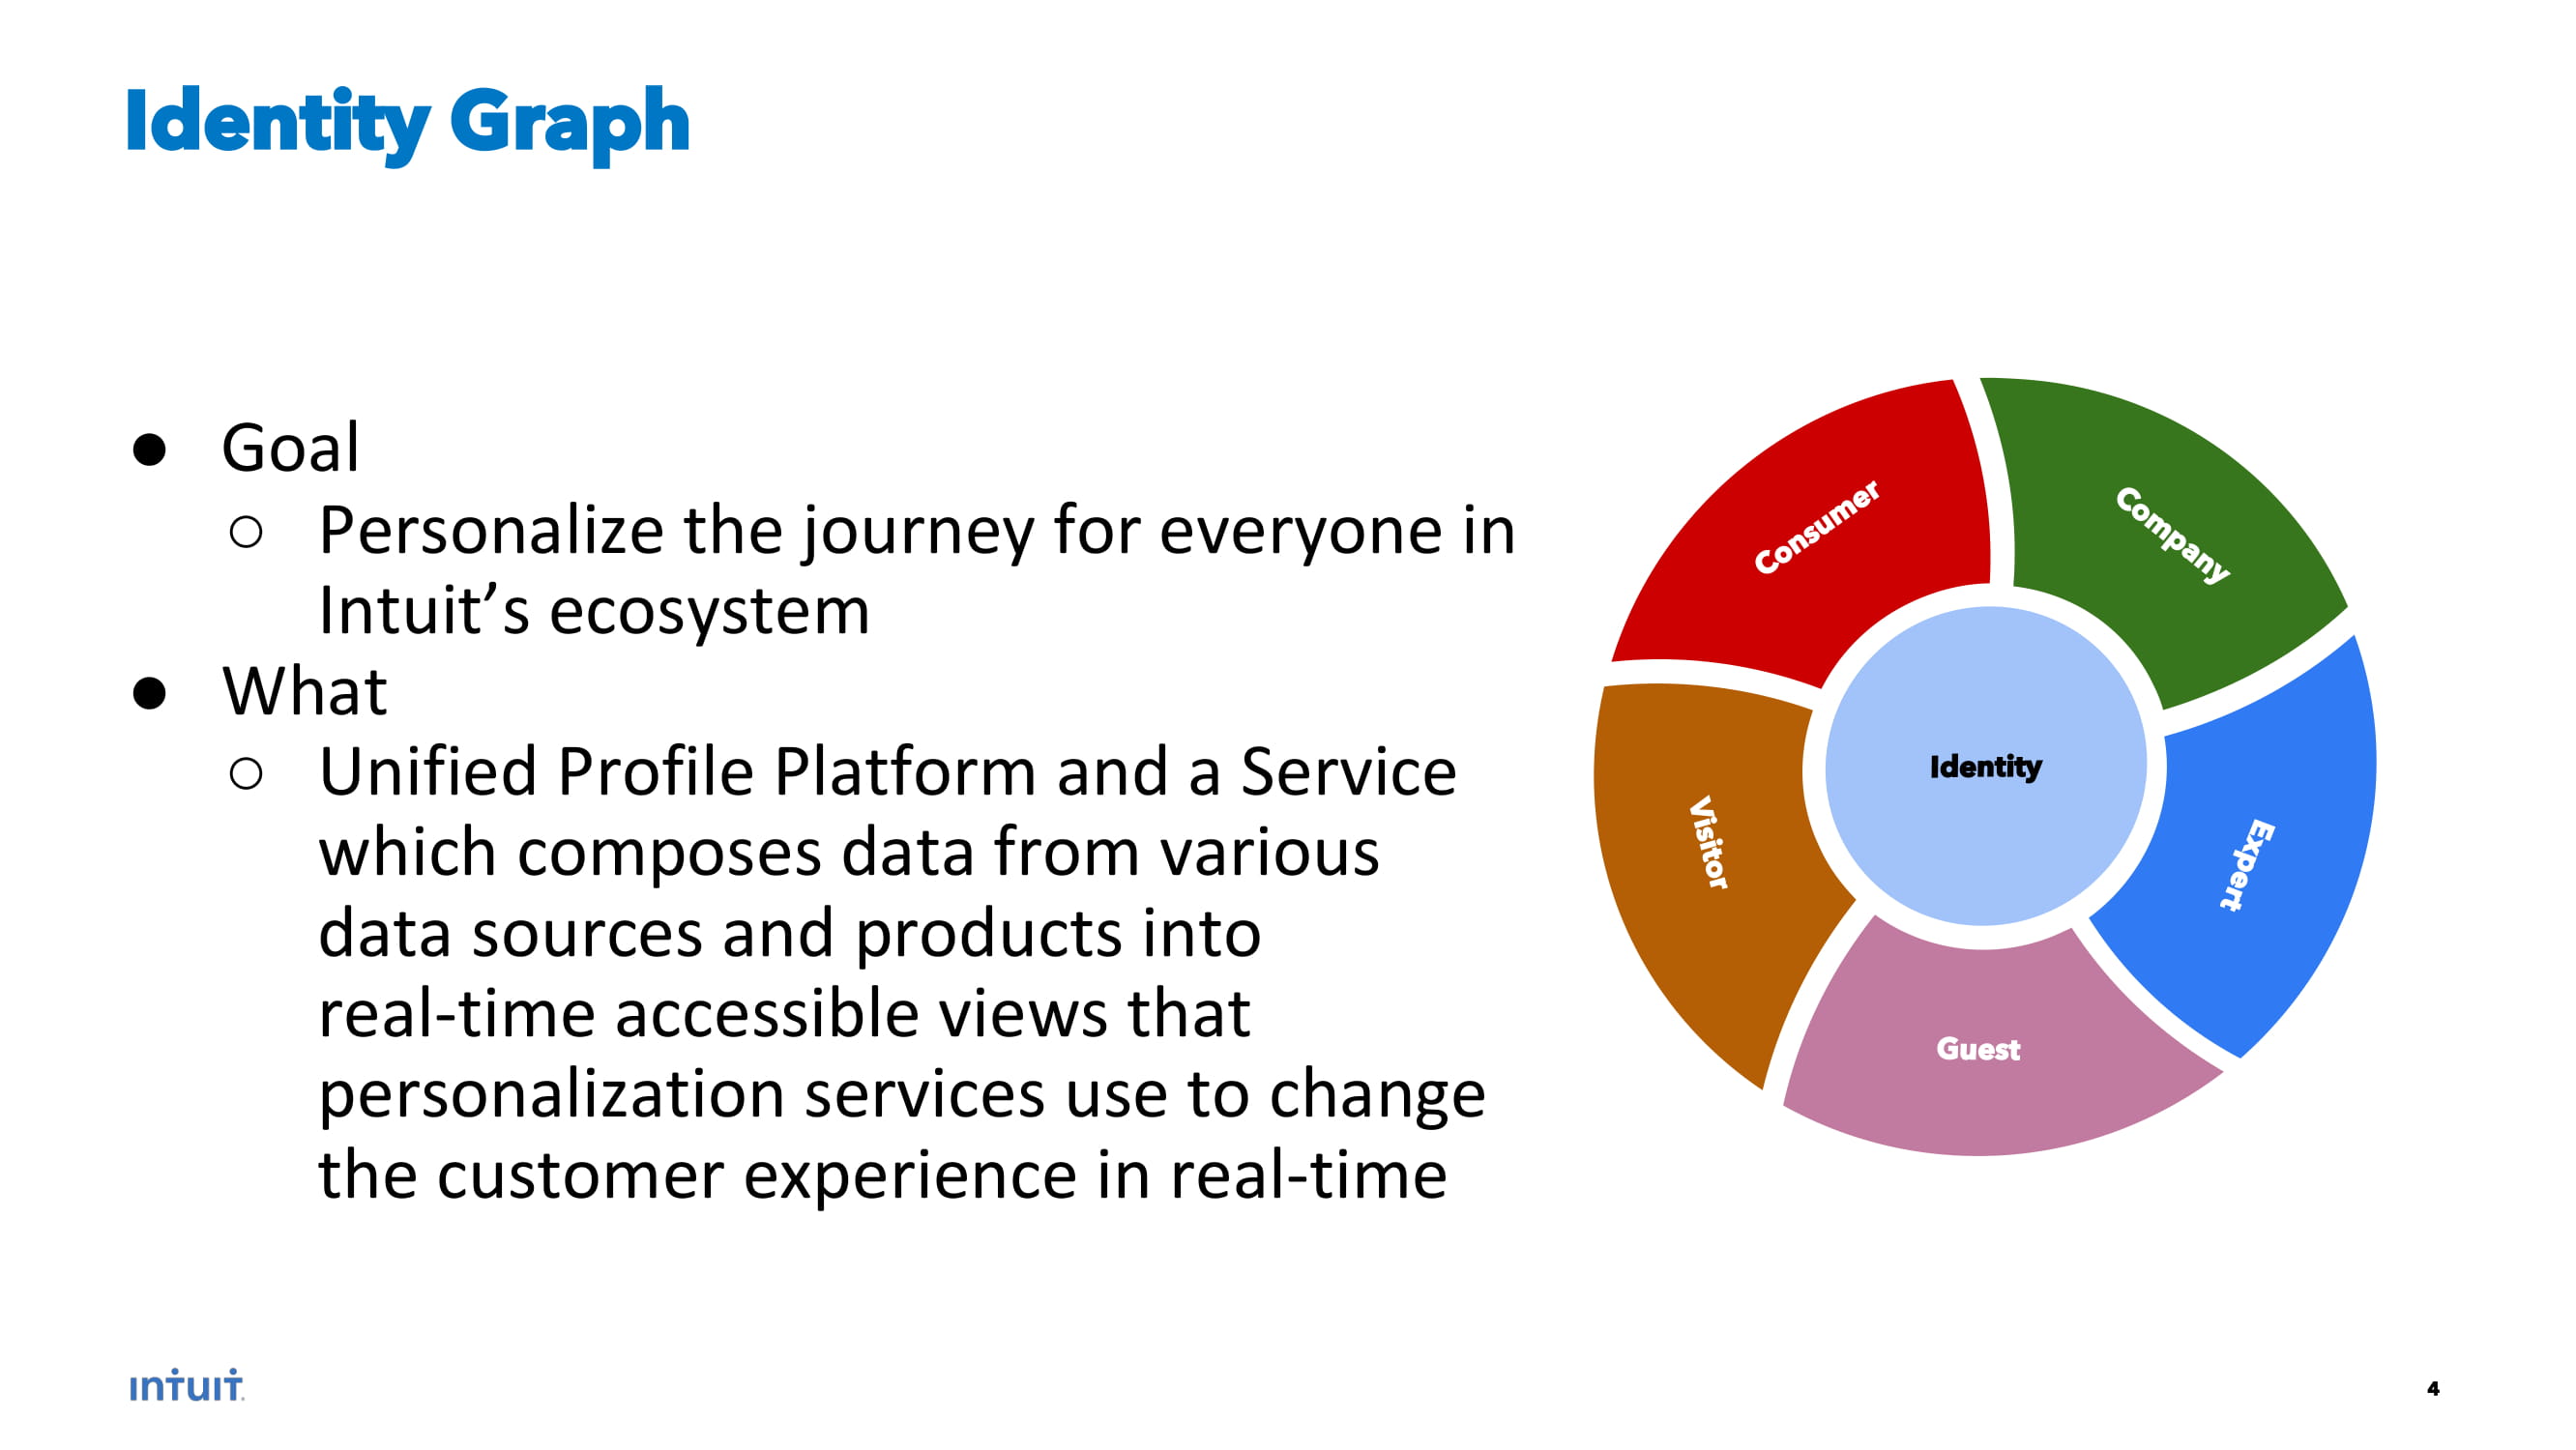 Identity Graph
● Goal
○ Personalize the journey for everyone in
Intuit’s ecosystem
● What
○ Unified Profile Platform and a Service
which composes data from various
data sources and products into
real-time accessible views that
personalization services use to change
the customer experience in real-time
Consumer
Company
Identity
Visitor
Expert
Guest
intuit.
4